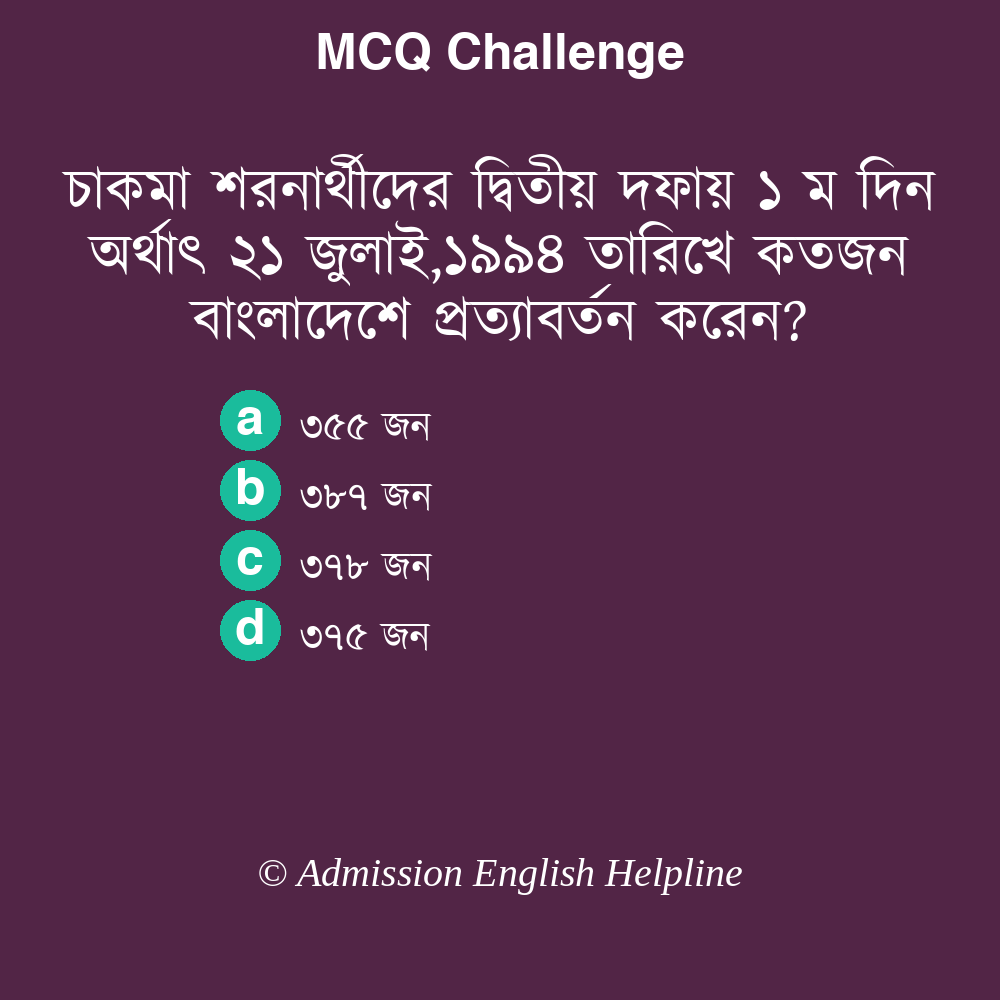 MCQ Challenge
চাকমা শরনার্থীদের দ্বিতীয় দফায় ১ ম দিন
অর্থাৎ ২১ জুলাই,১৯৯৪ তারিখে কতজন
বাংলাদেশে প্রত্যাবর্তন করেন?
a ৩৫৫ জন
b ৩৮৭ জন
c ৩৭৮ জন
d ৩৭৫ জন
© Admission English Helpline